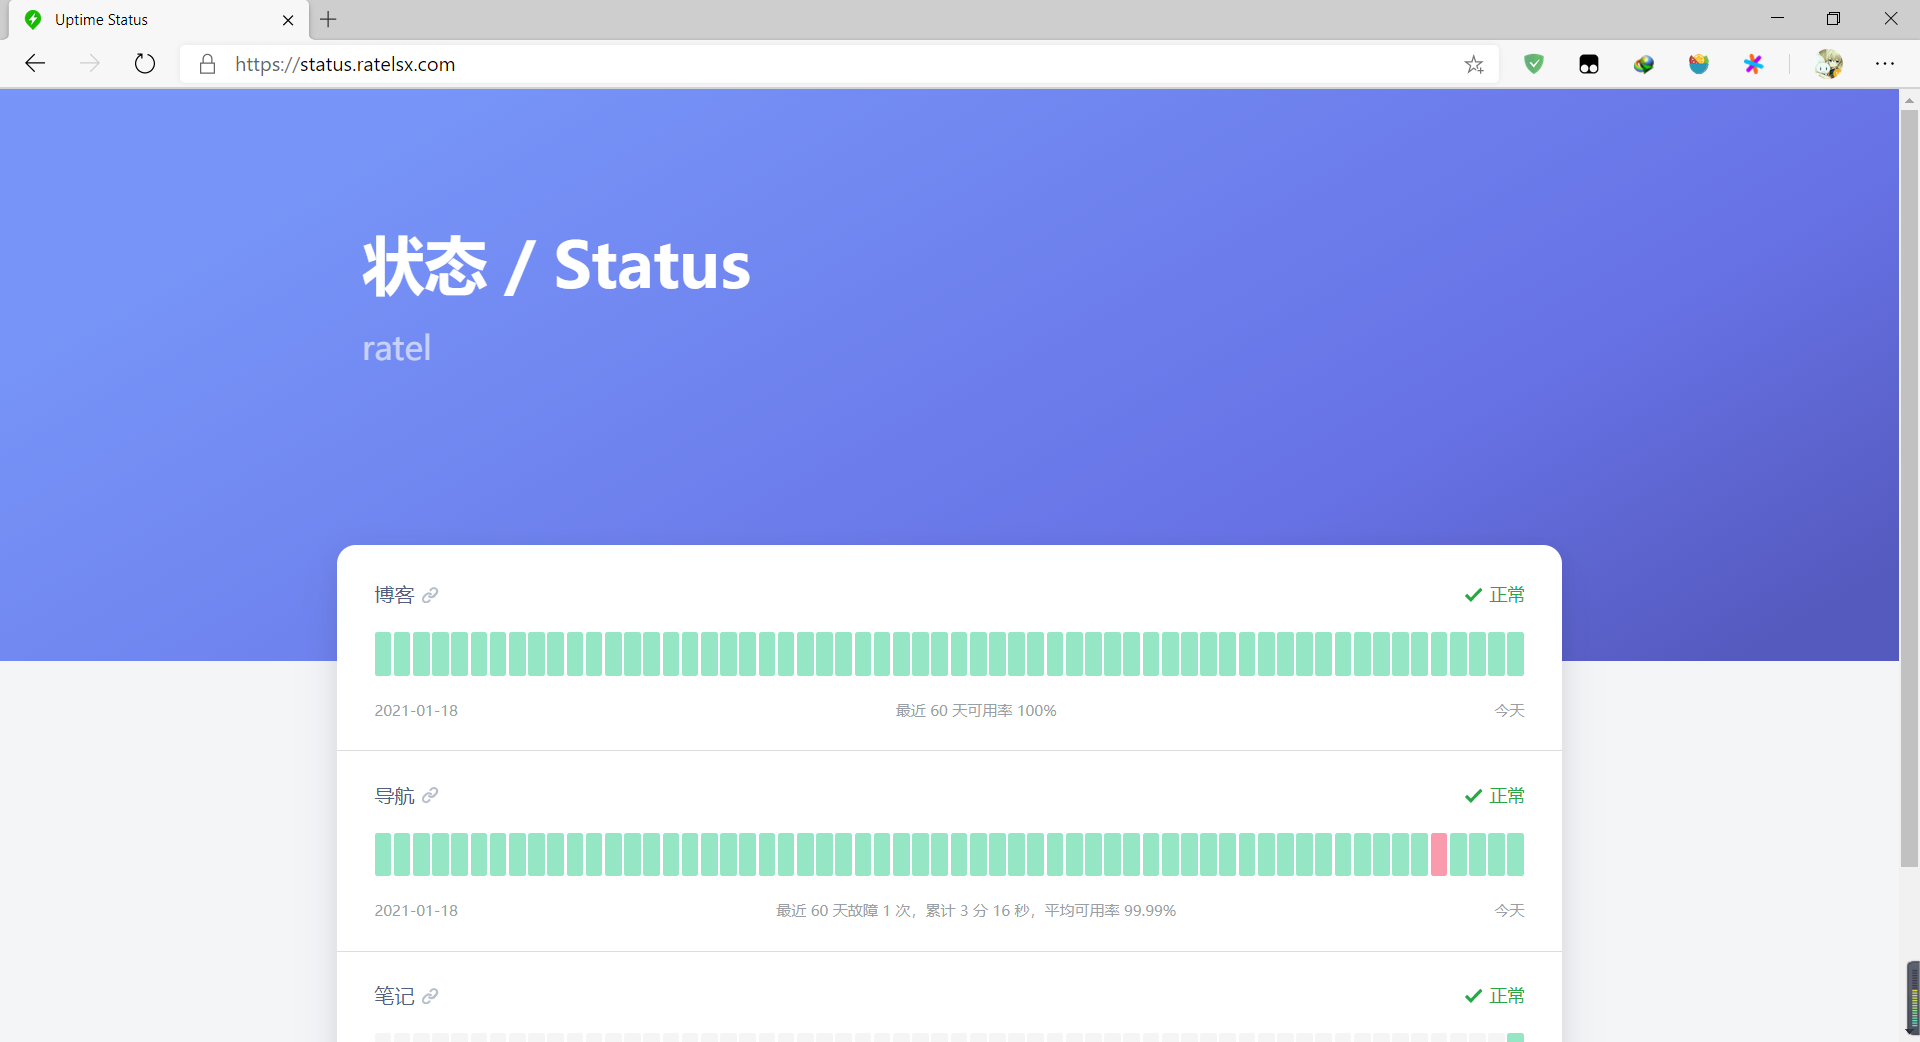 Uptime Status
https://status.ratelsx.com
状态 / Status
ratel
博客
正常
2021-01-18
最近 60 天可用率 100%
今天
导航
正常
2021-01-18
最近 60 天故障 1 次，累计 3 分 16 秒，平均可用率 99.99%
今天
笔记
正常